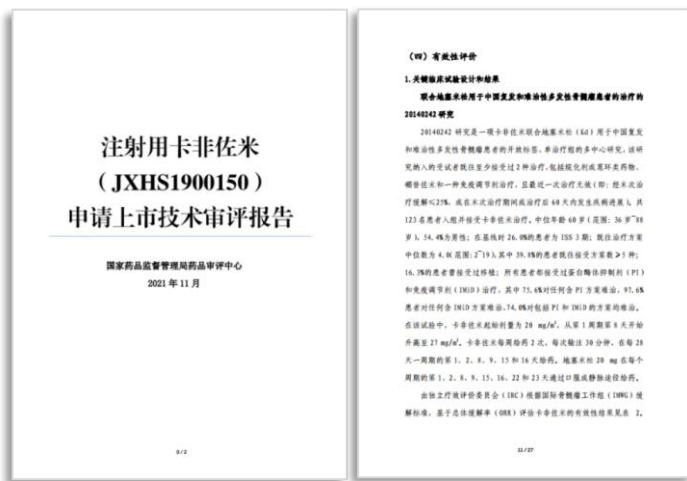 注射用卡非佐米
（JXHS1900150）
申请上市技术审评报告
国家药品监督管理局药品审评中心
2021 年 11 月
0 / 2
（四）有效性评价
1.关键临床试验设计和结果
联合地塞米松用于中国复发和难治性多发性骨髓瘤患者的治疗的
20140242 研究
20140242 研究是一项卡非佐米联合地塞米松（Kd）用于中国复发
和难治性多发性骨髓瘤患者的开放标签、单治疗组的多中心研究，该研
究纳入的受试者既往至少接受过 2 种治疗，包括烷化剂或蒽环类药物、
硼替佐米和一种免疫调节剂治疗，且最近一次治疗无效（即：经末次治
疗缓解≤25%，或在末次治疗期间或治疗后 60 天内发生疾病进展）。共
123 名患者入组并接受卡非佐米治疗。中位年龄 60 岁（范围：36 岁~88
岁），54.4%为男性；在基线时 26.0%的患者为 ISS 3 期；既往治疗方案
中位数为 4.0(范围：2~19)，其中 39.8%的患者既往接受方案数≥5 种；
16.3%的患者曾接受过移植；所有患者都接受过蛋白酶体抑制剂（PI）
和免疫调节剂（IMiD）治疗，其中 75.6%对任何含 PI 方案难治，97.6%
患者对任何含 IMiD 方案难治，74.0%对包括 PI 和 IMiD 的方案均难治。
在该试验中，卡非佐米起始剂量为 20 mg/m²，从第 1 周期第 8 天开始
升高至 27 mg/m²。卡非佐米每周给药 2 次，每次输注 30 分钟，在每 28
天一周期的第 1、2、8、9、15 和 16 天给药。地塞米松 20 mg 在每个
周期的第 1、2、8、9、15、16、22 和 23 天通过口服或静脉途径给药。
由独立疗效评价委员会（IRC）根据国际骨髓瘤工作组（IMWG）缓
解标准，基于总体缓解率（ORR）评估卡非佐米的有效性结果见表 2。
11 / 27